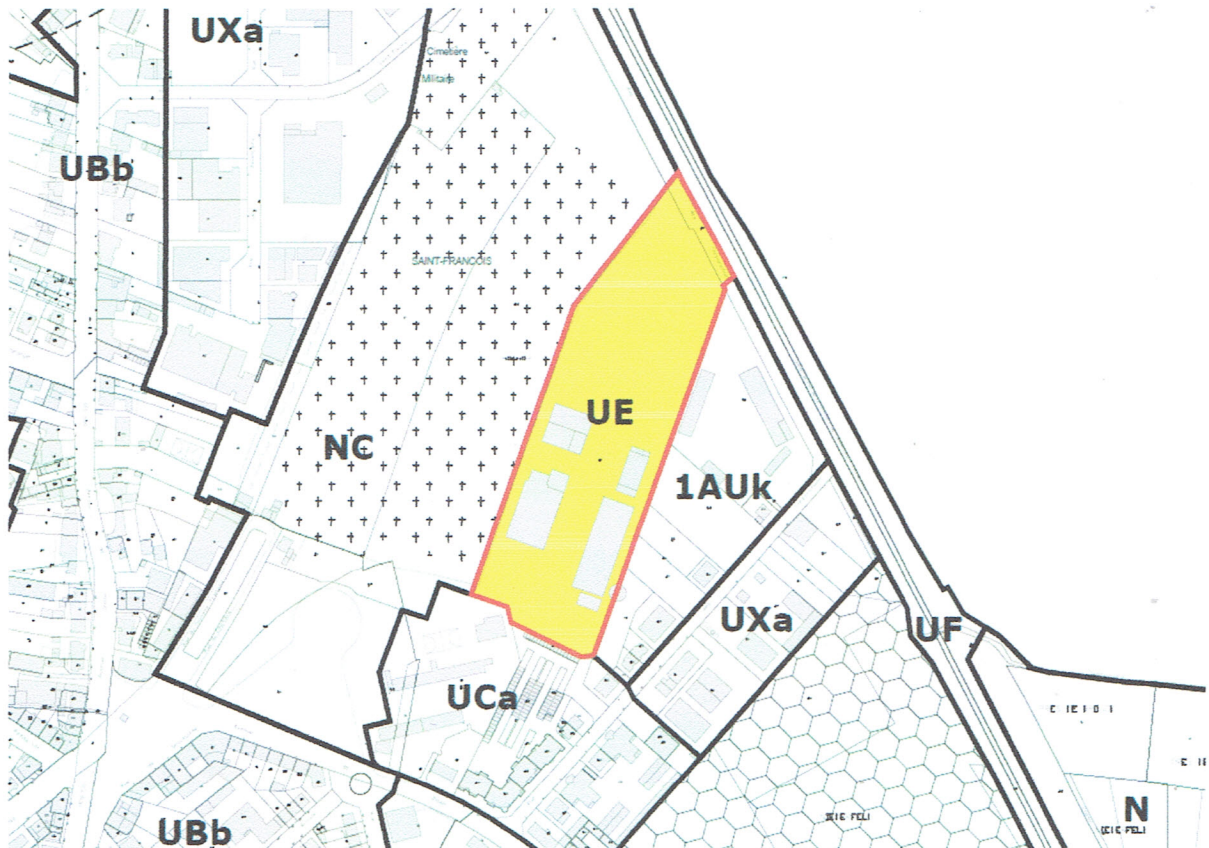 UXa
Cimetière
Militaire
UBb
SAINT-FRANCOIS
UE
NC
1AUk
UXa
UF
UCa
N
UBb